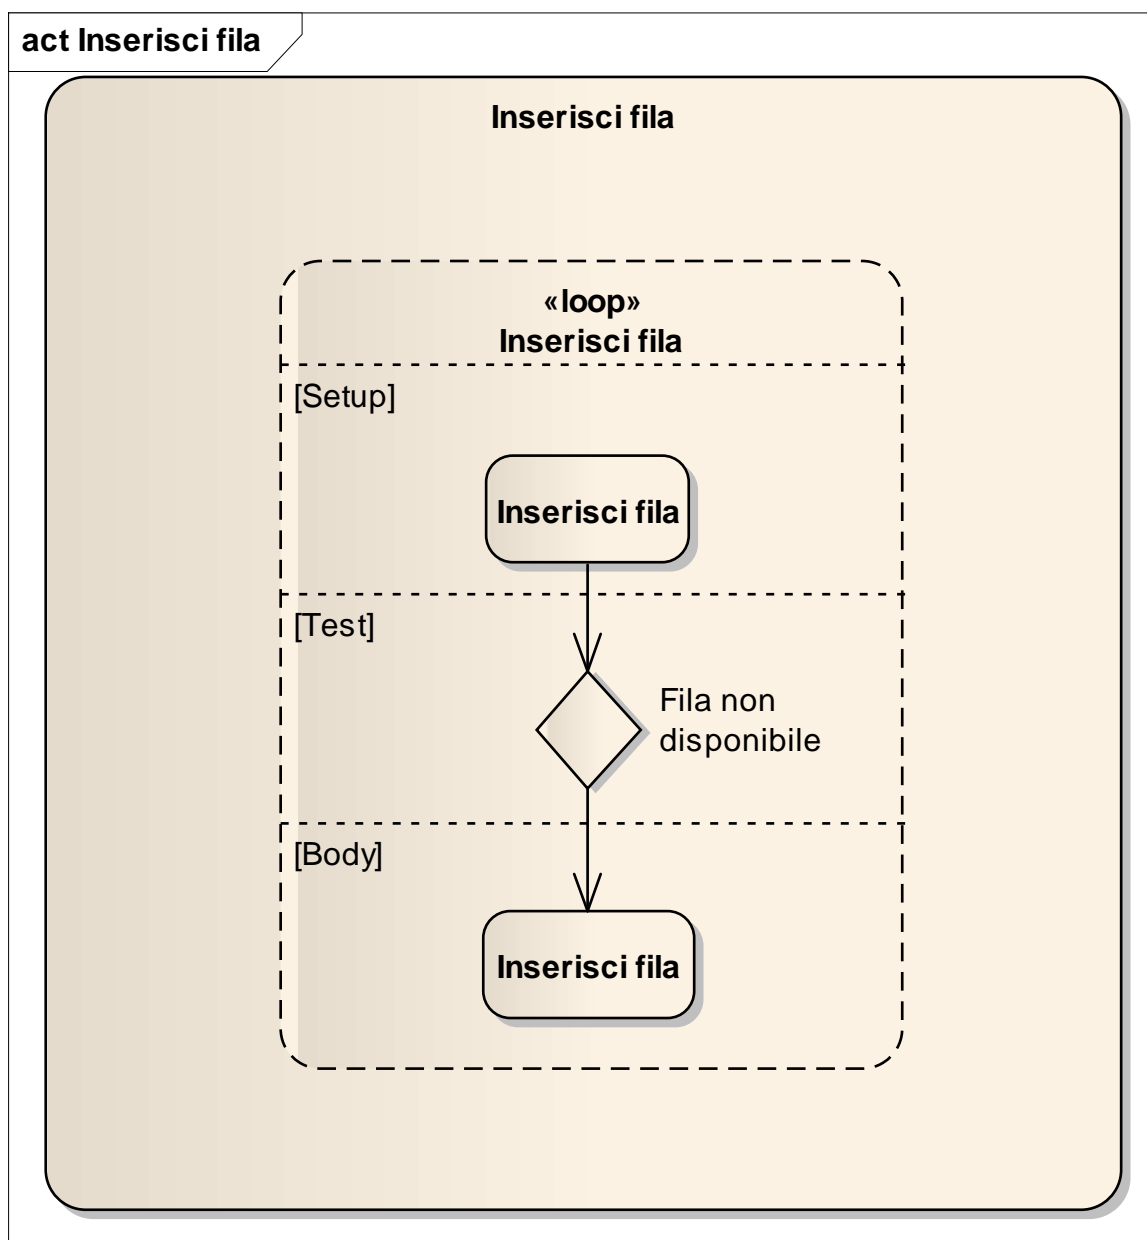 act Inserisci fila
Inserisci fila
«loop»
Inserisci fila
[Setup]
Inserisci fila
[Test]
Fila non
disponibile
[Body]
Inserisci fila